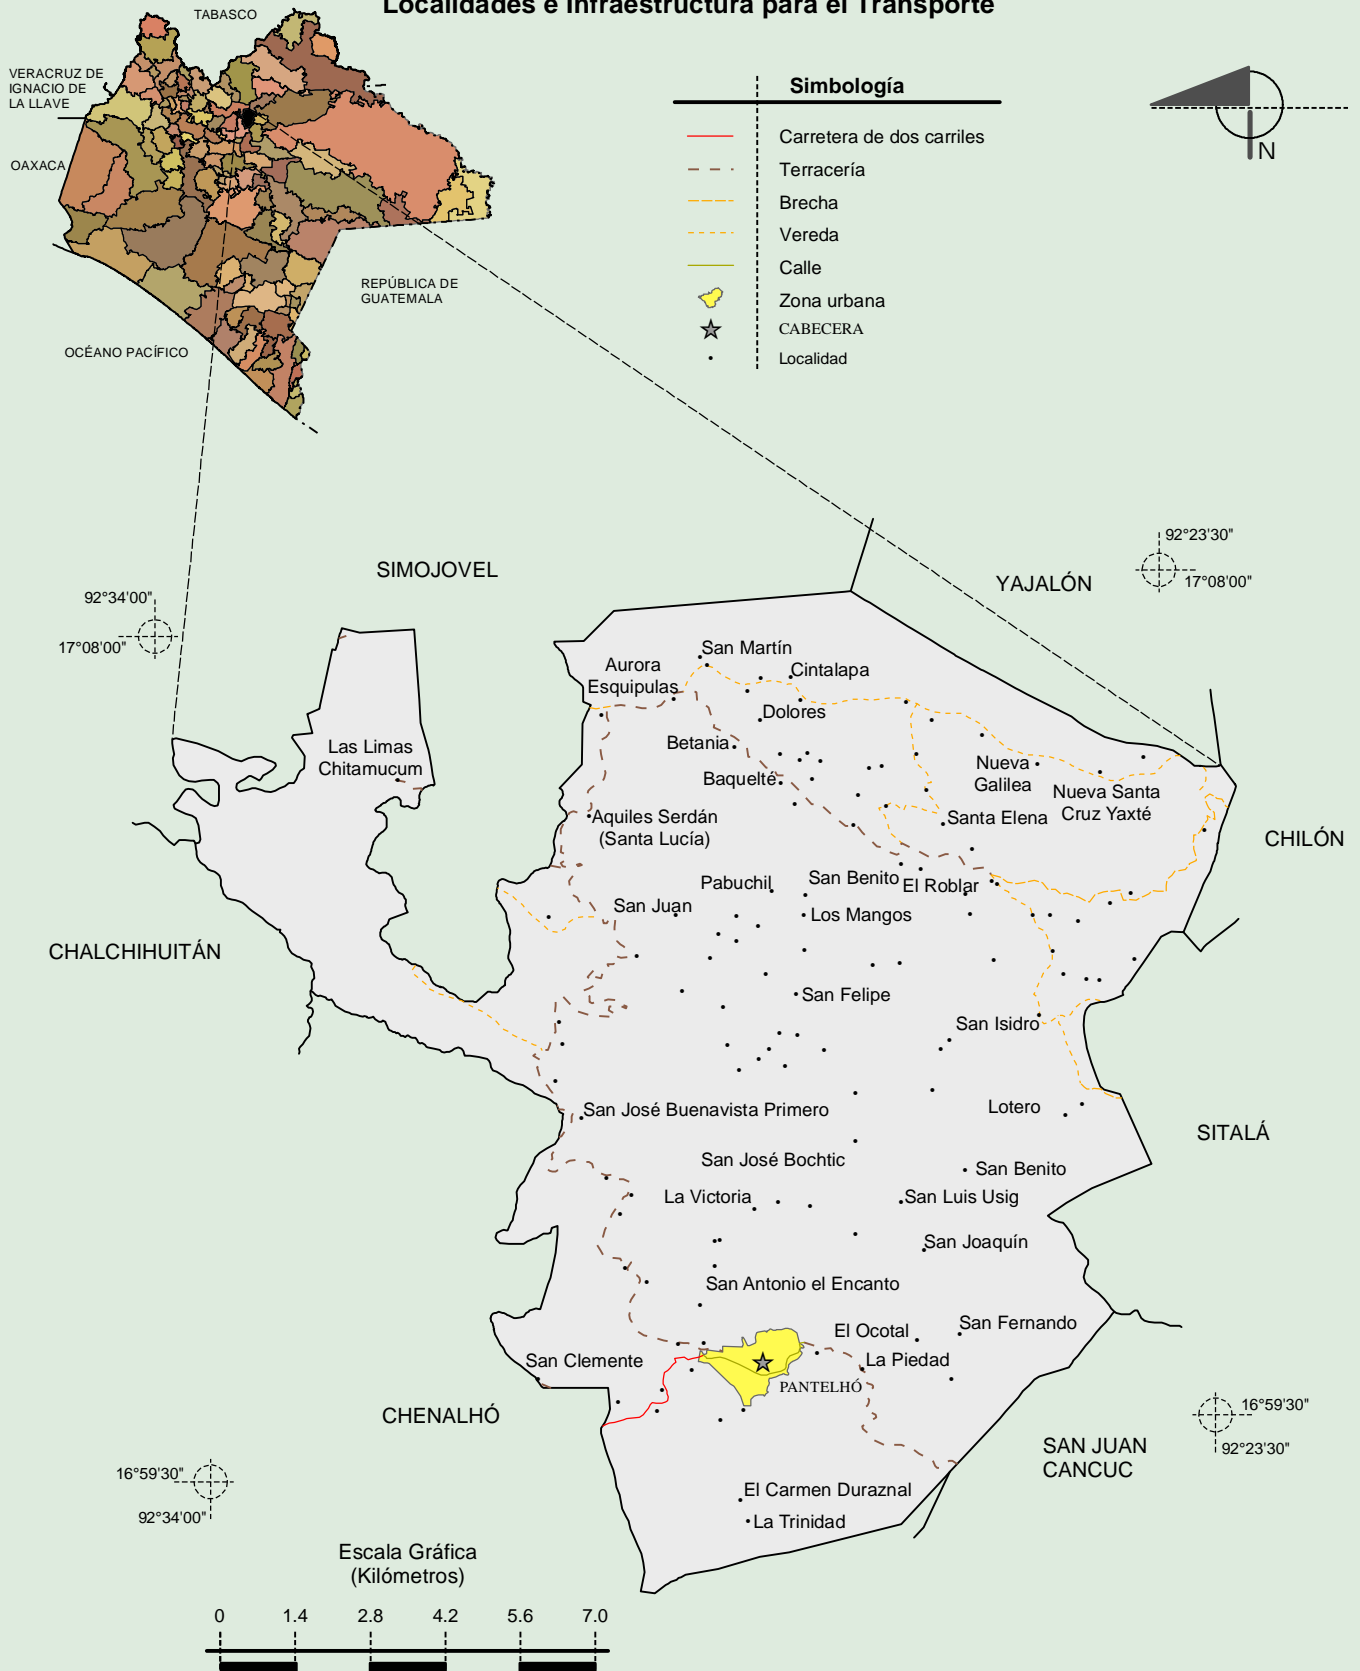 Localidades e Infraestructura para el Transporte
TABASCO
VERACRUZ DE
IGNACIO DE
LA LLAVE
OAXACA
REPÚBLICA DE
GUATEMALA
OCÉANO PACÍFICO
Simbología
Carretera de dos carriles
Terracería
Brecha
Vereda
Calle
Zona urbana
CABECERA
Localidad
N
92°23'30"
17°08'00"
92°34'00"
17°08'00"
SIMOJOVEL
YAJALÓN
San Martín
Aurora
Esquipulas
Cintalapa
Dolores
Betania
Baquelté
Las Limas
Chitamucum
Nueva
Galilea
Nueva Santa
Cruz Yaxté
Aquiles Serdán
(Santa Lucía)
Santa Elena
CHILÓN
Pabuchil
San Benito
El Roblar
San Juan
Los Mangos
CHALCHIHUITÁN
San Felipe
San Isidro
San José Buenavista Primero
Lotero
SITALÁ
San José Bochtic
San Benito
La Victoria
San Luis Usig
San Joaquín
San Antonio el Encanto
El Ocotal
San Fernando
San Clemente
La Piedad
PANTELHÓ
CHENALHÓ
SAN JUAN
CANCUC
16°59'30"
92°23'30"
16°59'30"
92°34'00"
El Carmen Duraznal
La Trinidad
Escala Gráfica
(Kilómetros)
0 1.4 2.8 4.2 5.6 7.0